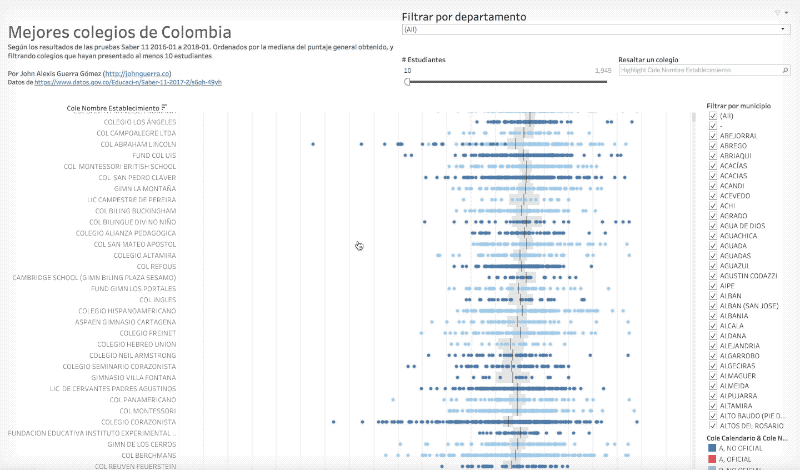 Mejores colegios de Colombia
Según los resultados de las pruebas Saber 11 2016-01 a 2018-01. Ordenados por la mediana del puntaje general obtenido, y
filtrando colegios que hayan presentado al menos 10 estudiantes
Por John Alexis Guerra Gómez (http://johnguerra.co)
Datos de https://www.datos.gov.co/Educaci-n/Saber-11-2017-2/s6qh-49yh
Filtrar por departamento
(All)
# Estudiantes
10 1,949
Resaltar un colegio
Highlight Cole Nombre Establecimiento
Cole Nombre Establecimiento
COLEGIO LOS ÁNGELES
COL CAMPOALEGRE LTDA
COL ABRAHAM LINCOLN
FUND COL UIS
COL MONTESSORI BRITISH SCHOOL
COL. SAN PEDRO CLAVER
GIMN LA MONTAÑA
LIC CAMPESTRE DE PEREIRA
COL BILING BUCKINGHAM
COL BILINGUE DIVINO NIÑO
COLEGIO ALIANZA PEDAGOGICA
COL SAN MATEO APOSTOL
COLEGIO ALTAMIRA
COL REFOUS
CAMBRIDGE SCHOOL (GIMN BILING PLAZA SESAMO)
FUND GIMN LOS PORTALES
COL INGLES
COLEGIO HISPANOAMERICANO
ASPAEN GIMNASIO CARTAGENA
COLEGIO FREINET
COLEGIO HEBREO UNION
COLEGIO NEIL ARMSTRONG
COLEGIO SEMINARIO CORAZONISTA
GIMNASIO VILLA FONTANA
LIC DE CERVANTES PADRES AGUSTINOS
COL PANAMERICANO
COL MONTESSORI
COLEGIO CORAZONISTA
FUNDACION EDUCATIVA INSTITUTO EXPERIMENTAL ..
GIMN DE LOS CERROS
COL BERCHMANS
COL REUVEN FEUERSTEIN
Filtrar por municipio
(All)
-
ABEJORRAL
ABREGO
ABRIAQUI
ACACÍAS
ACACIAS
ACANDI
ACEVEDO
ACHI
AGRADO
AGUA DE DIOS
AGUACHICA
AGUADA
AGUADAS
AGUAZUL
AGUSTIN CODAZZI
AIPE
ALBAN
ALBAN (SAN JOSE)
ALBANIA
ALCALA
ALDANA
ALEJANDRIA
ALGARROBO
ALGECIRAS
ALMAGUER
ALMEIDA
ALPUJARRA
ALTAMIRA
ALTO BAUDO (PIE D...
ALTOS DEL ROSARIO
Cole Calendario & Cole N...
A, NO OFICIAL
A, OFICIAL